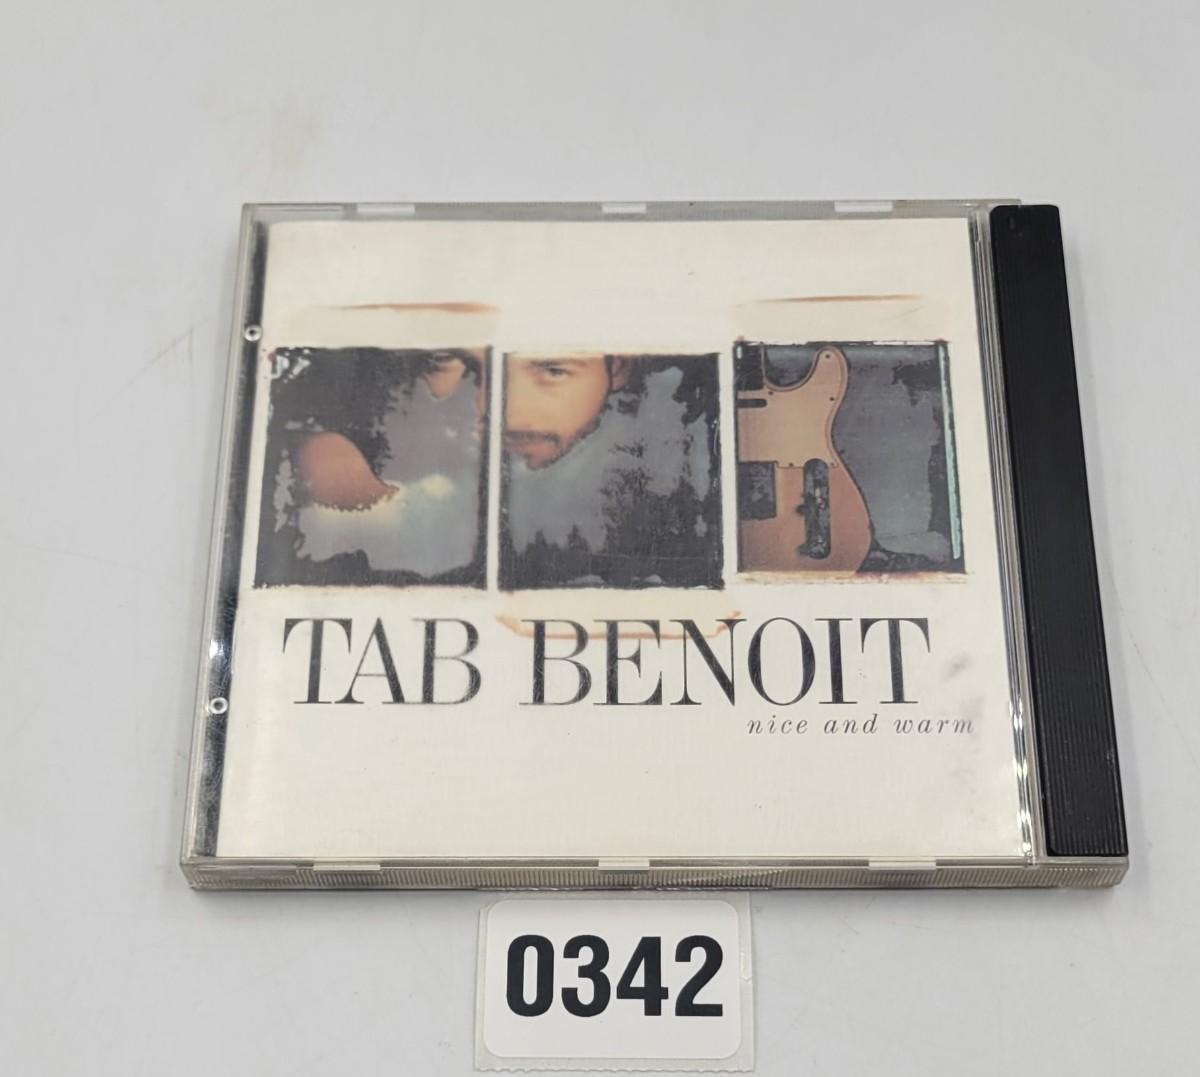 TAB BENOIT
nice and warm
0342